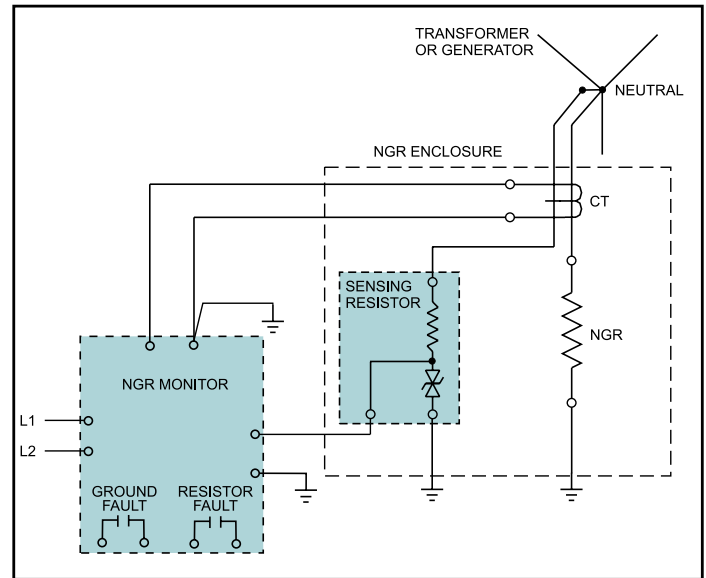 TRANSFORMER
OR GENERATOR
NEUTRAL
NGR ENCLOSURE
CT
SENSING
RESISTOR
NGR
NGR MONITOR
L1
L2
GROUND
FAULT
RESISTOR
FAULT